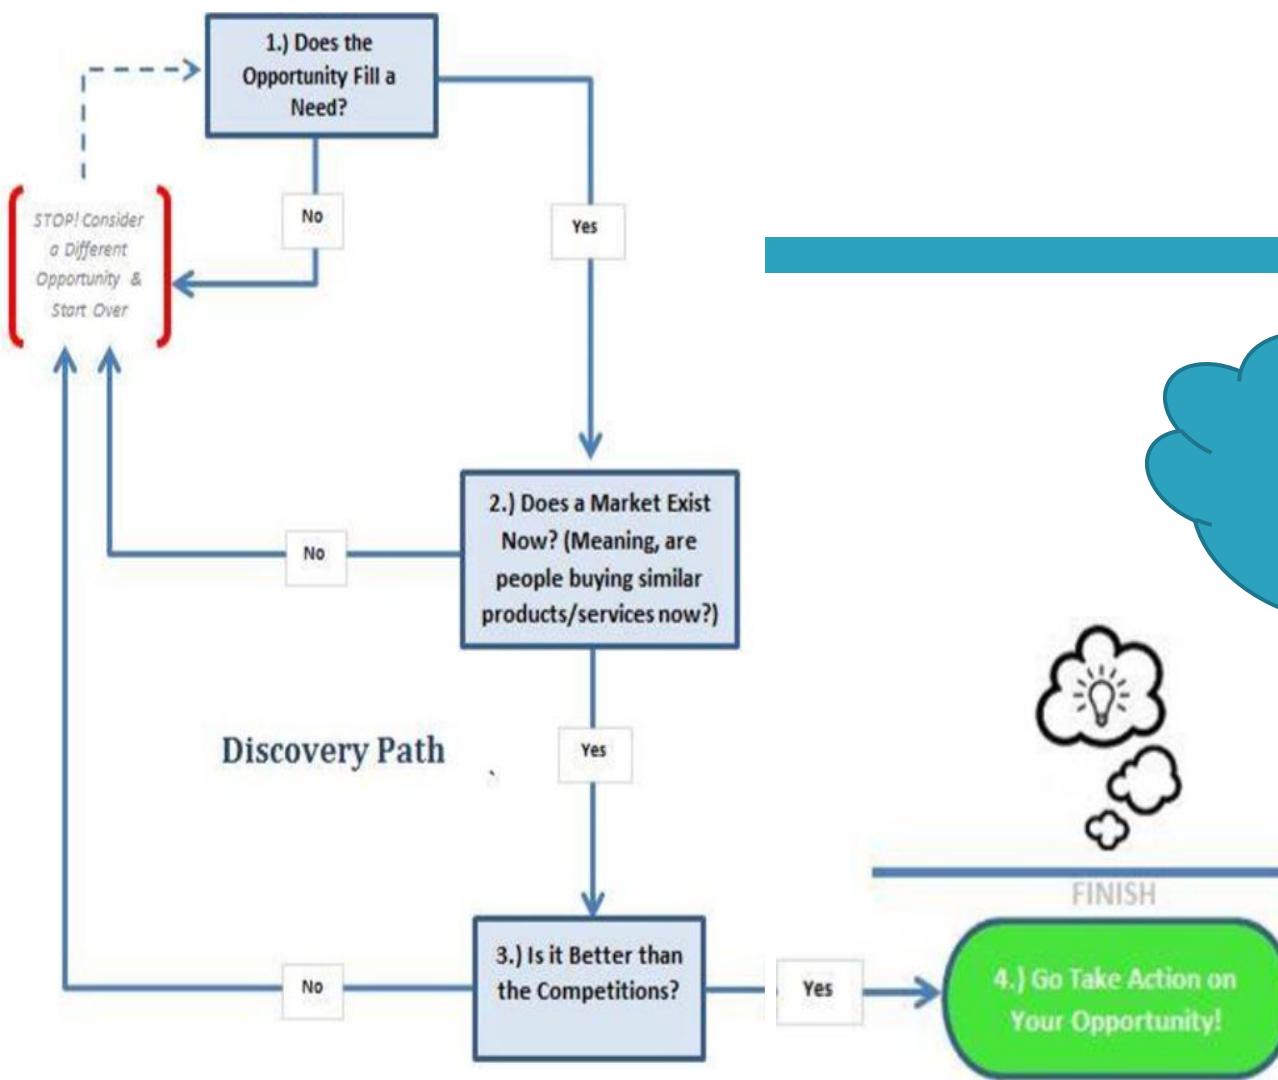 1.) Does the
Opportunity Fill a
Need?
No
Yes
STOP! Consider
a Different
Opportunity &
Start Over
2.) Does a Market Exist
Now? (Meaning, are
people buying similar
products/services now?)
No
Discovery Path
Yes
3.) Is it Better than
the Competitions?
No
Yes
FINISH
4.) Go Take Action on
Your Opportunity!